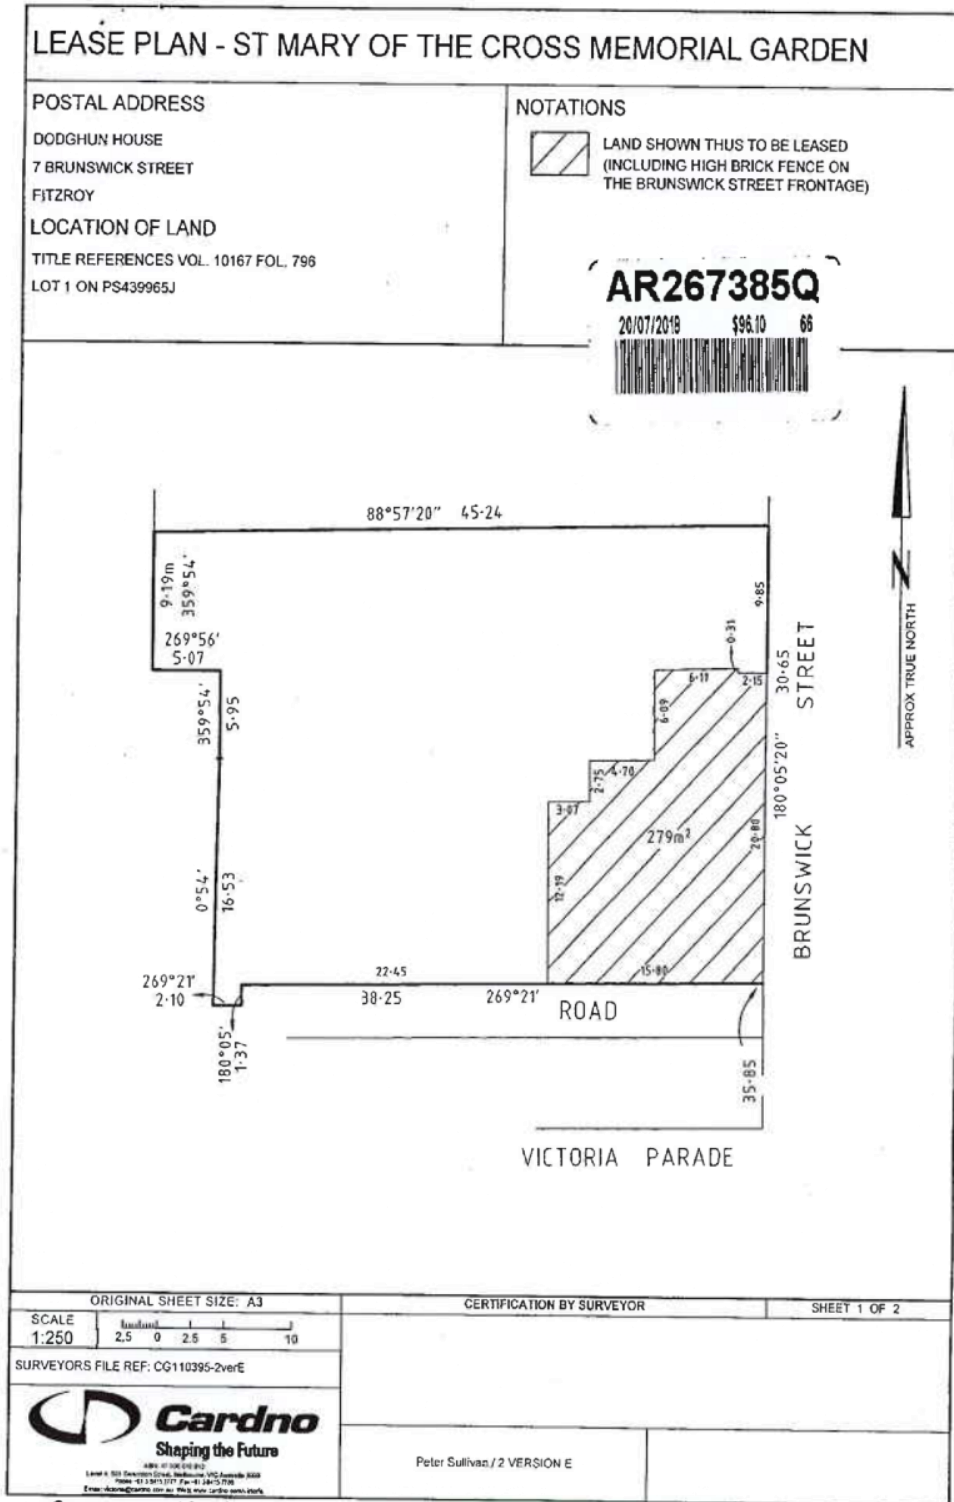 LEASE PLAN - ST MARY OF THE CROSS MEMORIAL GARDEN
POSTAL ADDRESS
DODGHUN HOUSE
7 BRUNSWICK STREET
FITZROY
LOCATION OF LAND
TITLE REFERENCES VOL. 10167 FOL. 796
LOT 1 ON PS439965J
NOTATIONS
LAND SHOWN THUS TO BE LEASED
(INCLUDING HIGH BRICK FENCE ON
THE BRUNSWICK STREET FRONTAGE)
AR267385Q
20/07/2018 $96.10 66
88°57'20" 45·24
9·19m
359°54'
269°56'
5·07
359°54'
5·95
0°54'
16·53
269°21'
2·10
180°05'
1·37
22·45
38·25 269°21'
ROAD
9·85
0·31
6·11
2·15
6·09
4·70
2·75
3·07
12·19
279m²
20·80
15·80
30·65
180°05'20"
BRUNSWICK STREET
35·85
VICTORIA PARADE
N
APPROX TRUE NORTH
ORIGINAL SHEET SIZE: A3
SCALE
1:250
2.5 0 2.5 5 10
SURVEYORS FILE REF: CG110395-2verE
CERTIFICATION BY SURVEYOR
SHEET 1 OF 2
Cardno
Shaping the Future
Peter Sullivan / 2 VERSION E